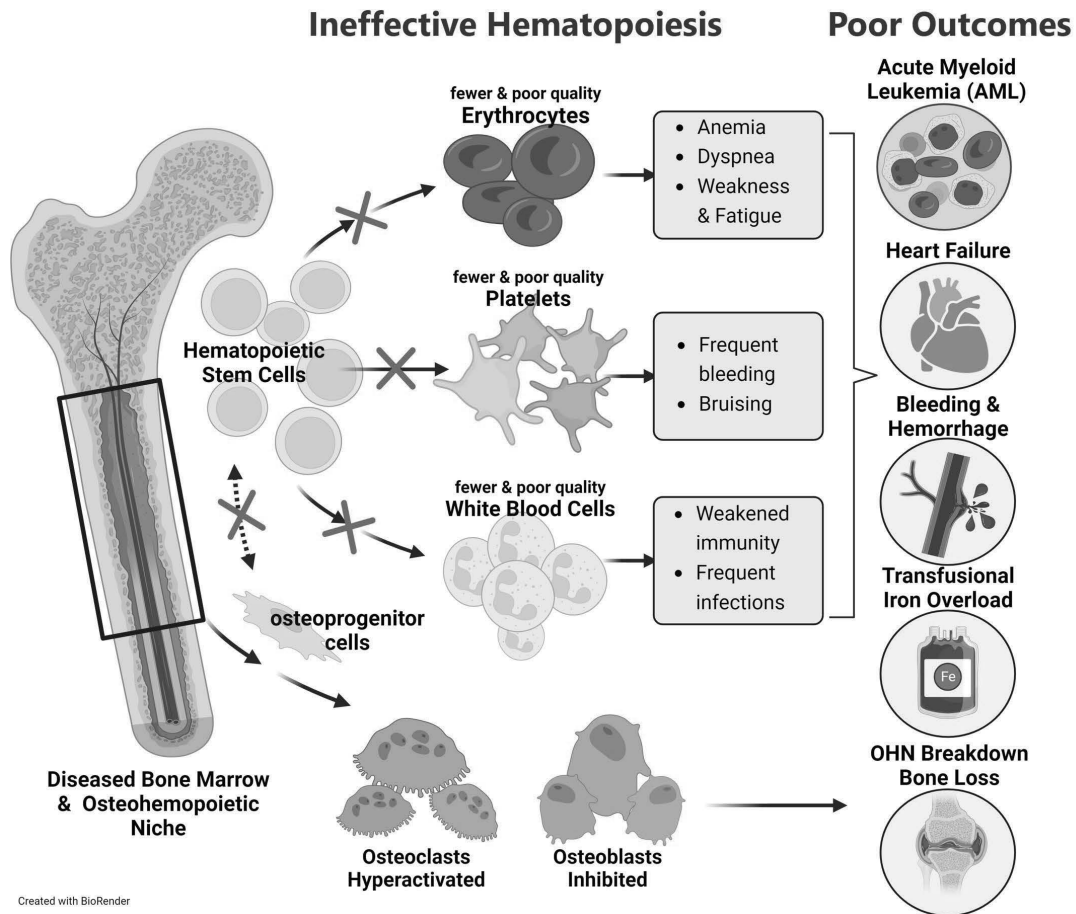 Ineffective Hematopoiesis
Poor Outcomes
fewer & poor quality
Erythrocytes
• Anemia
• Dyspnea
• Weakness
& Fatigue
Acute Myeloid
Leukemia (AML)
Heart Failure
Hematopoietic
Stem Cells
fewer & poor quality
Platelets
• Frequent
bleeding
• Bruising
Bleeding &
Hemorrhage
fewer & poor quality
White Blood Cells
• Weakened
immunity
• Frequent
infections
Transfusional
Iron Overload
Fe
osteoprogenitor
cells
Diseased Bone Marrow
& Osteohemopoietic
Niche
Osteoclasts
Hyperactivated
Osteoblasts
Inhibited
OHN Breakdown
Bone Loss
Created with BioRender